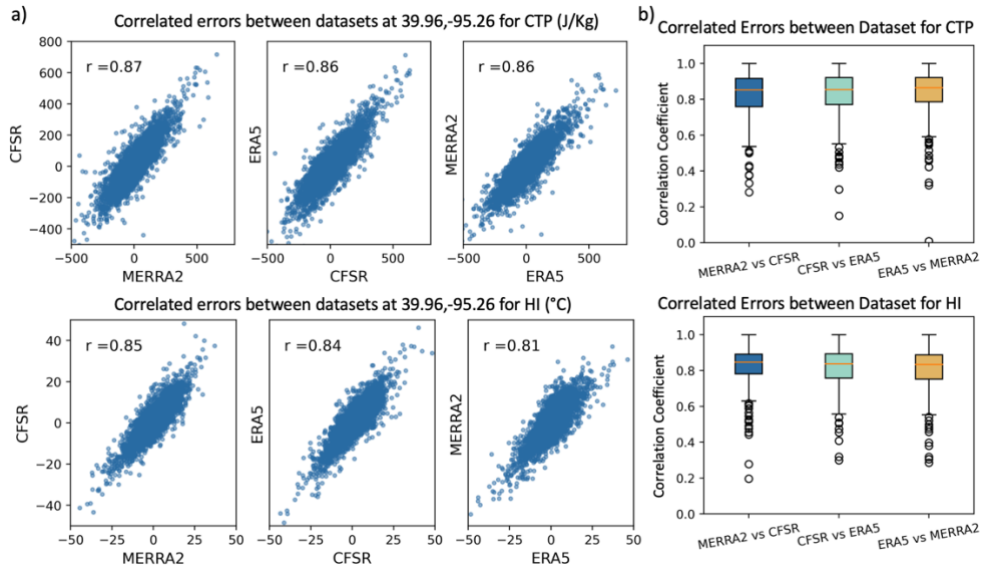 a)
Correlated errors between datasets at 39.96,-95.26 for CTP (J/Kg)
r =0.87
r =0.86
r =0.86
CFSR
ERA5
MERRA2
800
600
400
200
0
−200
−400
−500 0 500
−500 0 500
−500 0 500
MERRA2
CFSR
ERA5
Correlated errors between datasets at 39.96,-95.26 for HI (°C)
r =0.85
r =0.84
r =0.81
CFSR
ERA5
MERRA2
40
20
0
−20
−40
−50 −25 0 25 50
−50 −25 0 25 50
−50 −25 0 25 50
MERRA2
CFSR
ERA5
b)
Correlated Errors between Dataset for CTP
Correlation Coefficient
1.0
0.8
0.6
0.4
0.2
0.0
MERRA2 vs CFSR
CFSR vs ERA5
ERA5 vs MERRA2
Correlated Errors between Dataset for HI
Correlation Coefficient
1.0
0.8
0.6
0.4
0.2
0.0
MERRA2 vs CFSR
CFSR vs ERA5
ERA5 vs MERRA2